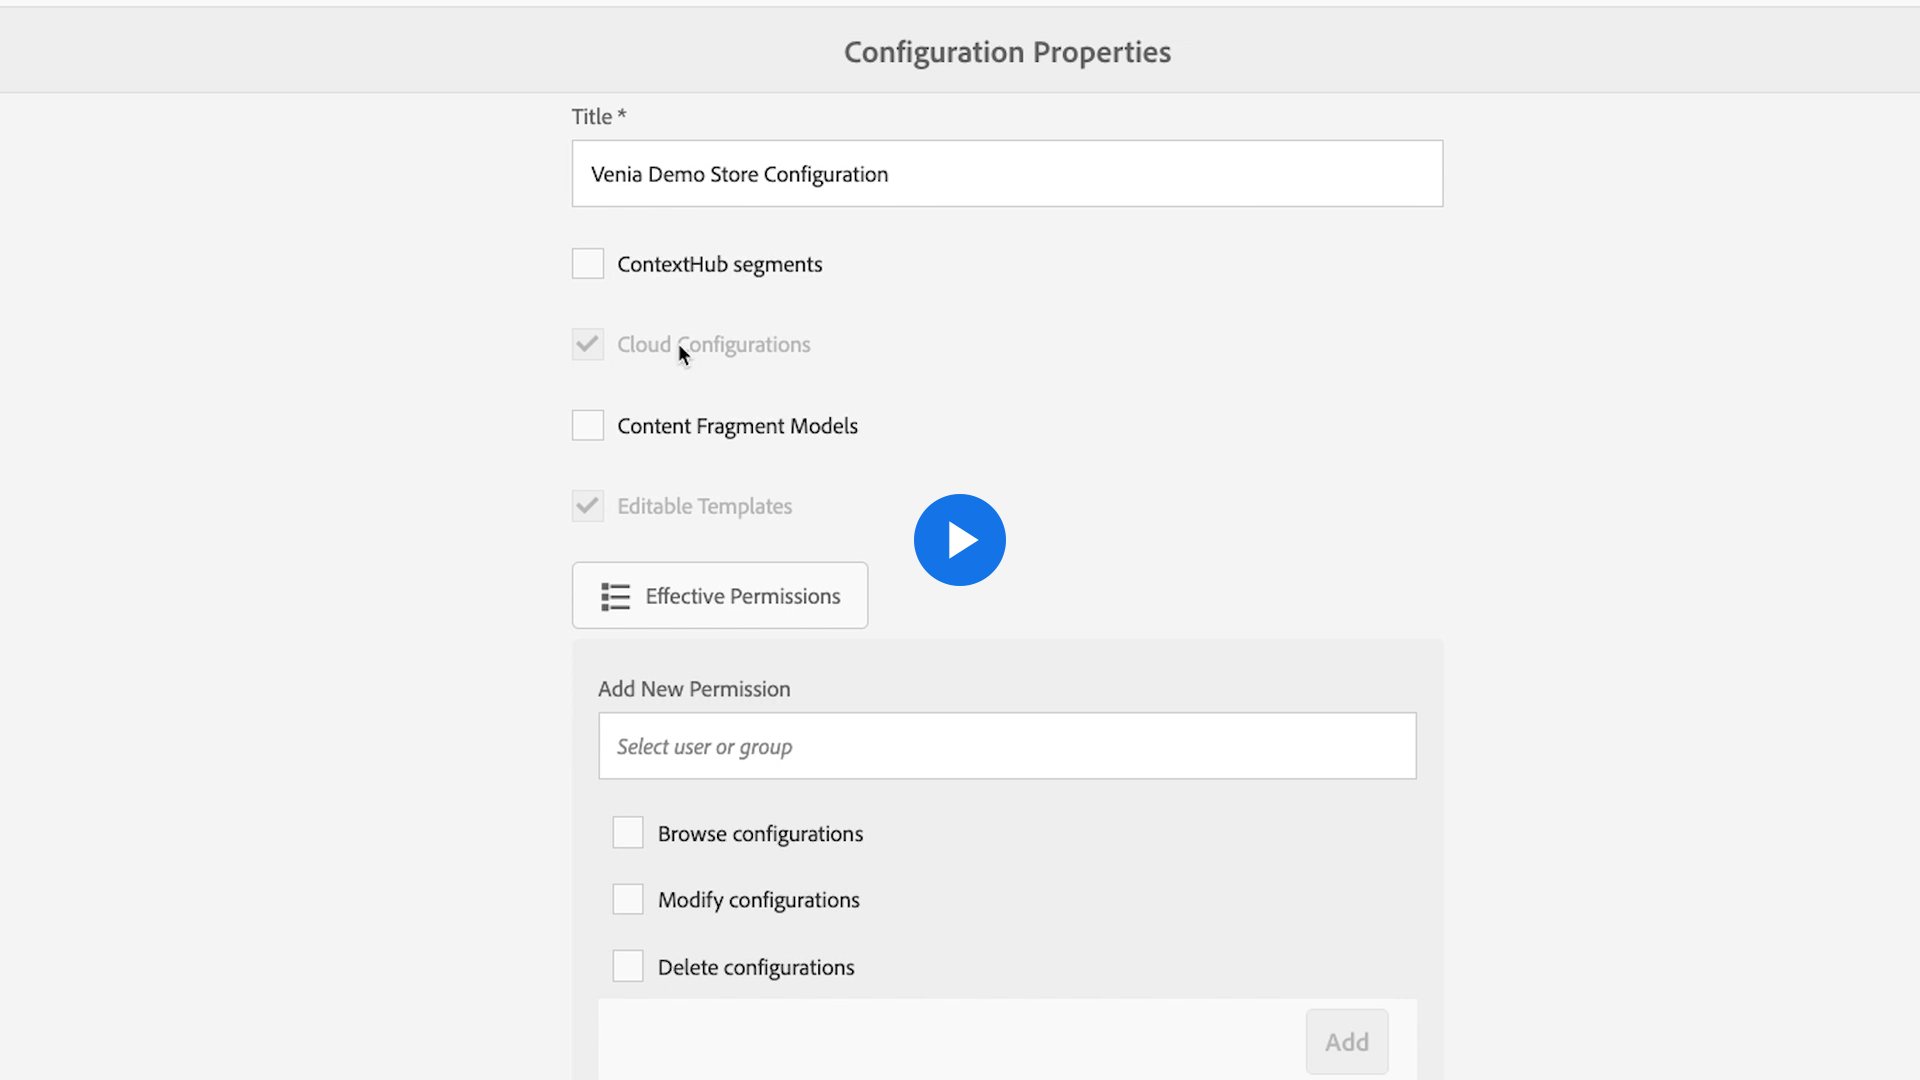 Configuration Properties
Title *
Venia Demo Store Configuration
ContextHub segments
Cloud Configurations
Content Fragment Models
Editable Templates
Effective Permissions
Add New Permission
Select user or group
Browse configurations
Modify configurations
Delete configurations
Add